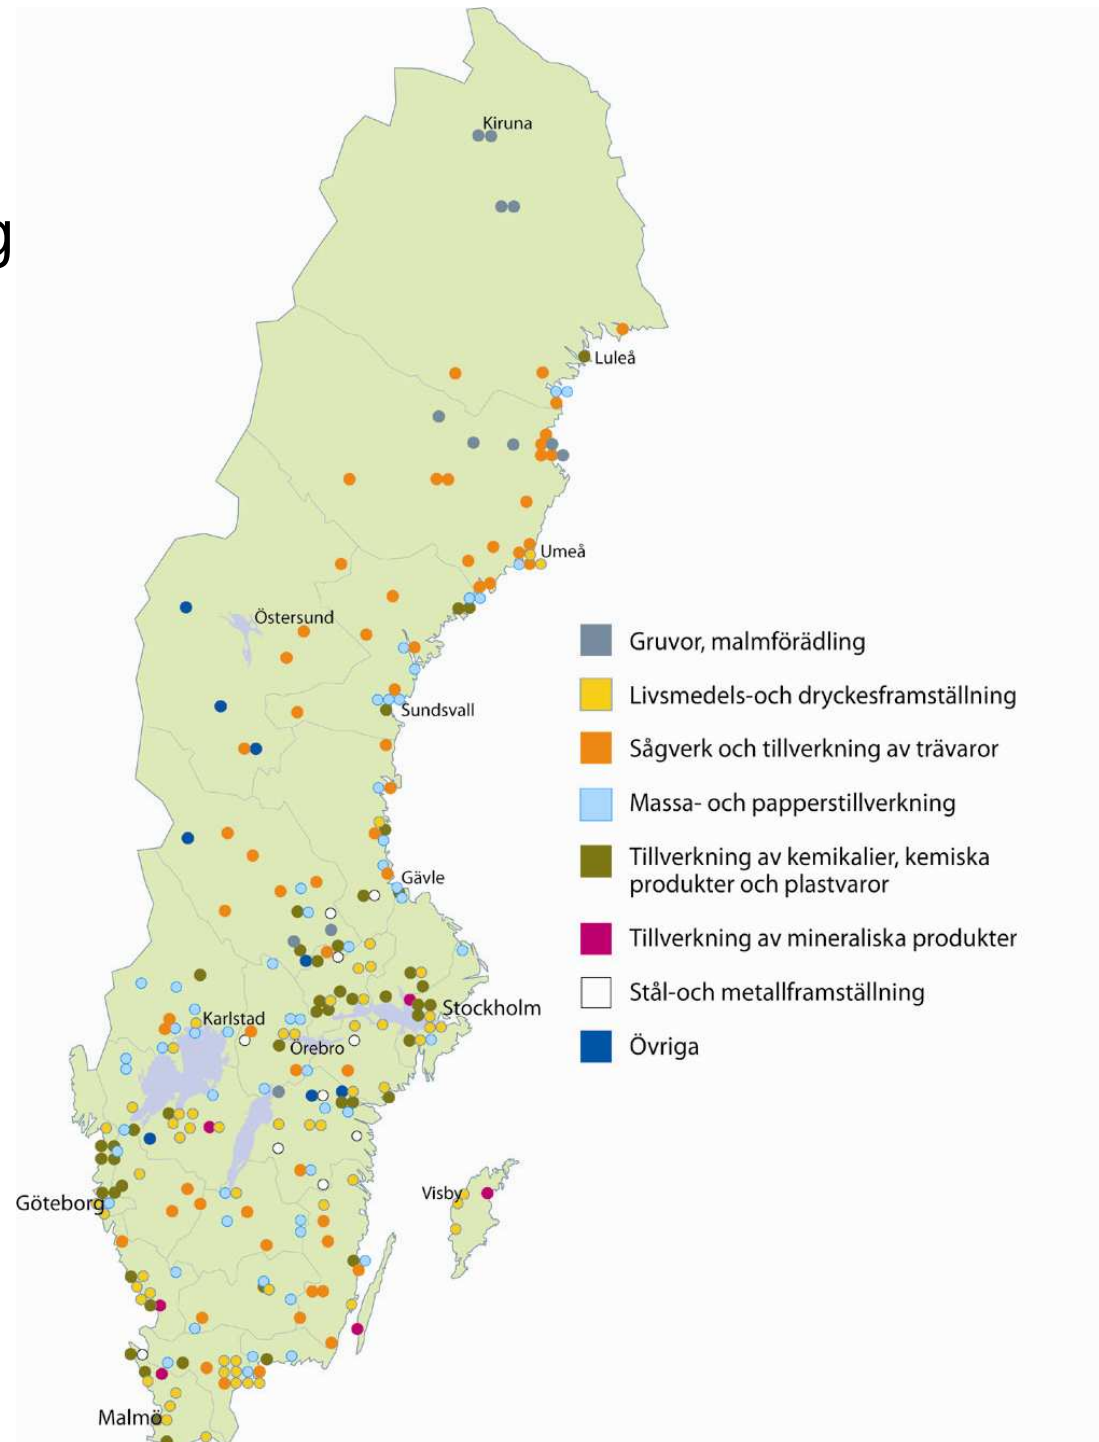 g
Kiruna
Luleå
Umeå
Östersund
Sundsvall
Gävle
Stockholm
Karlstad
Örebro
Visby
Göteborg
Malmö
Gruvor, malmförädling
Livsmedels-och dryckesframställning
Sågverk och tillverkning av trävaror
Massa- och papperstillverkning
Tillverkning av kemikalier, kemiska
produkter och plastvaror
Tillverkning av mineraliska produkter
Stål-och metallframställning
Övriga